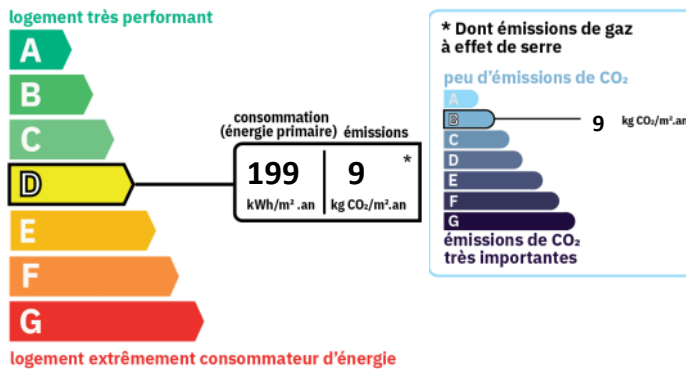 logement très performant
A
B
C
D
E
F
G
logement extrêmement consommateur d'énergie
consommation
(énergie primaire) émissions
199 9 *
kWh/m² .an kg CO₂/m².an
* Dont émissions de gaz
à effet de serre
peu d'émissions de CO₂
A
B 9 kg CO₂/m².an
C
D
E
F
G
émissions de CO₂
très importantes